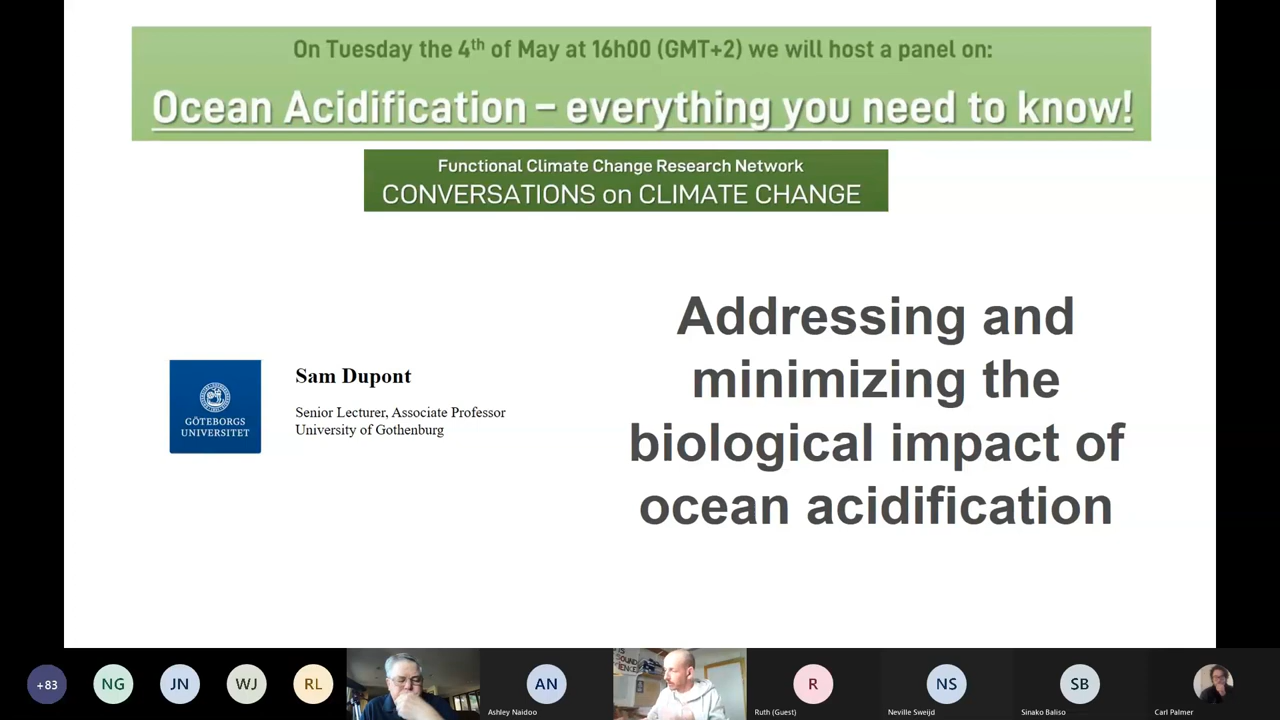 On Tuesday the 4th of May at 16h00 (GMT+2) we will host a panel on:
Ocean Acidification – everything you need to know!
Functional Climate Change Research Network
CONVERSATIONS on CLIMATE CHANGE
Sam Dupont
Senior Lecturer, Associate Professor
University of Gothenburg
GÖTEBORGS
UNIVERSITET
Addressing and
minimizing the
biological impact of
ocean acidification
+83
NG
JN
WJ
RL
AN
Ashley Naidoo
R
Ruth (Guest)
NS
Neville Sweijd
SB
Sinako Baliso
Carl Palmer